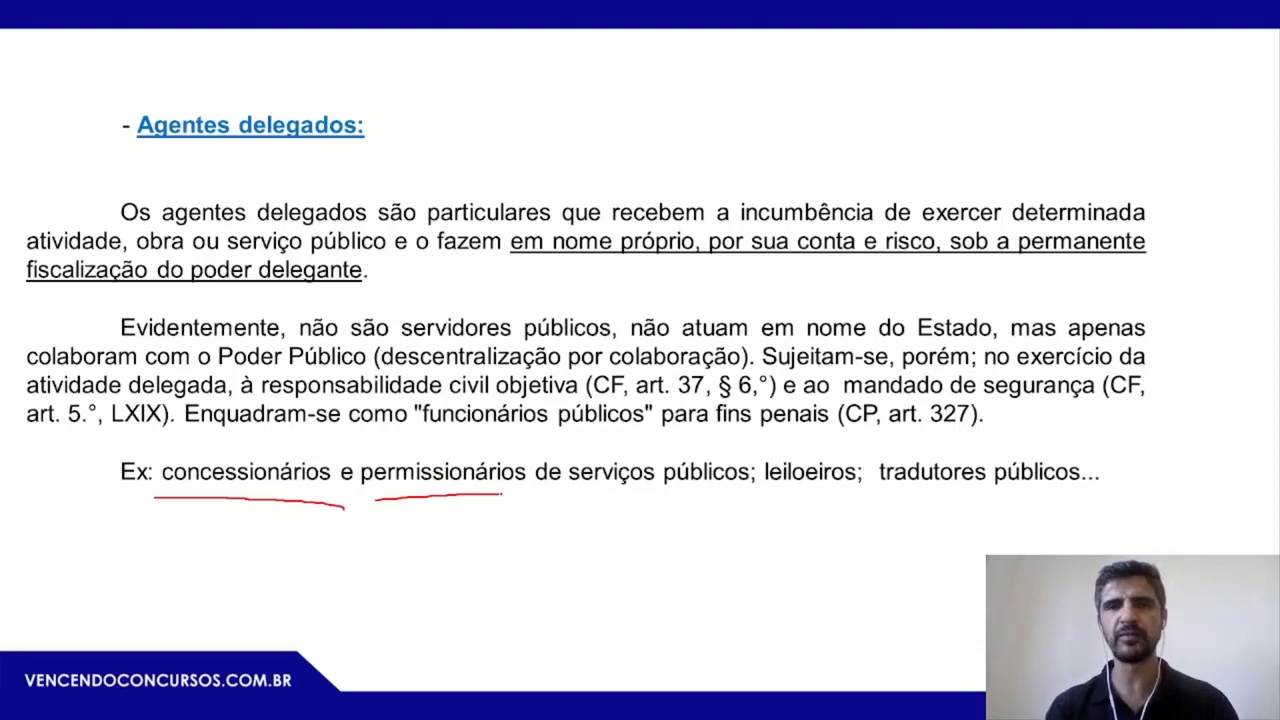 - Agentes delegados:
Os agentes delegados são particulares que recebem a incumbência de exercer determinada
atividade, obra ou serviço público e o fazem em nome próprio, por sua conta e risco, sob a permanente
fiscalização do poder delegante.
Evidentemente, não são servidores públicos, não atuam em nome do Estado, mas apenas
colaboram com o Poder Público (descentralização por colaboração). Sujeitam-se, porém; no exercício da
atividade delegada, à responsabilidade civil objetiva (CF, art. 37, § 6,°) e ao mandado de segurança (CF,
art. 5.°, LXIX). Enquadram-se como "funcionários públicos" para fins penais (CP, art. 327).
Ex: concessionários e permissionários de serviços públicos; leiloeiros; tradutores públicos...
VENCENDOCONCURSOS.COM.BR